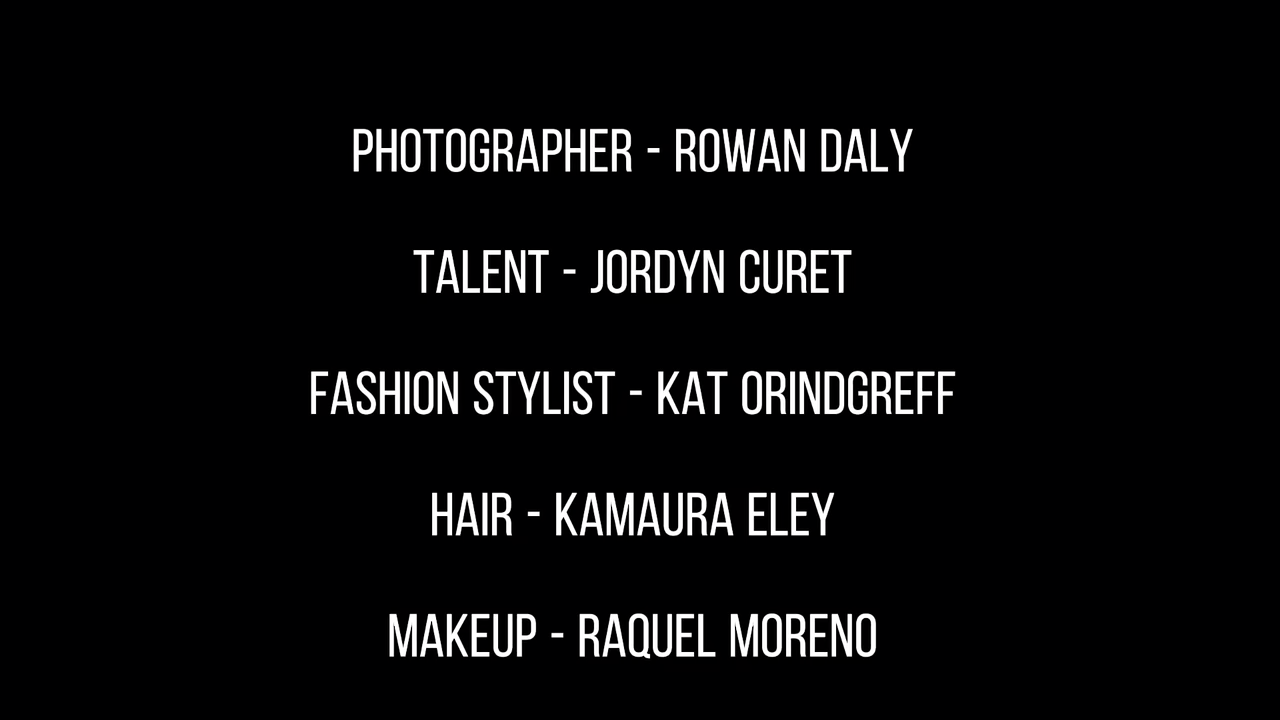 PHOTOGRAPHER - ROWAN DALY
TALENT - JORDYN CURET
FASHION STYLIST - KAT ORINDGREFF
HAIR - KAMAURA ELEY
MAKEUP - RAQUEL MORENO